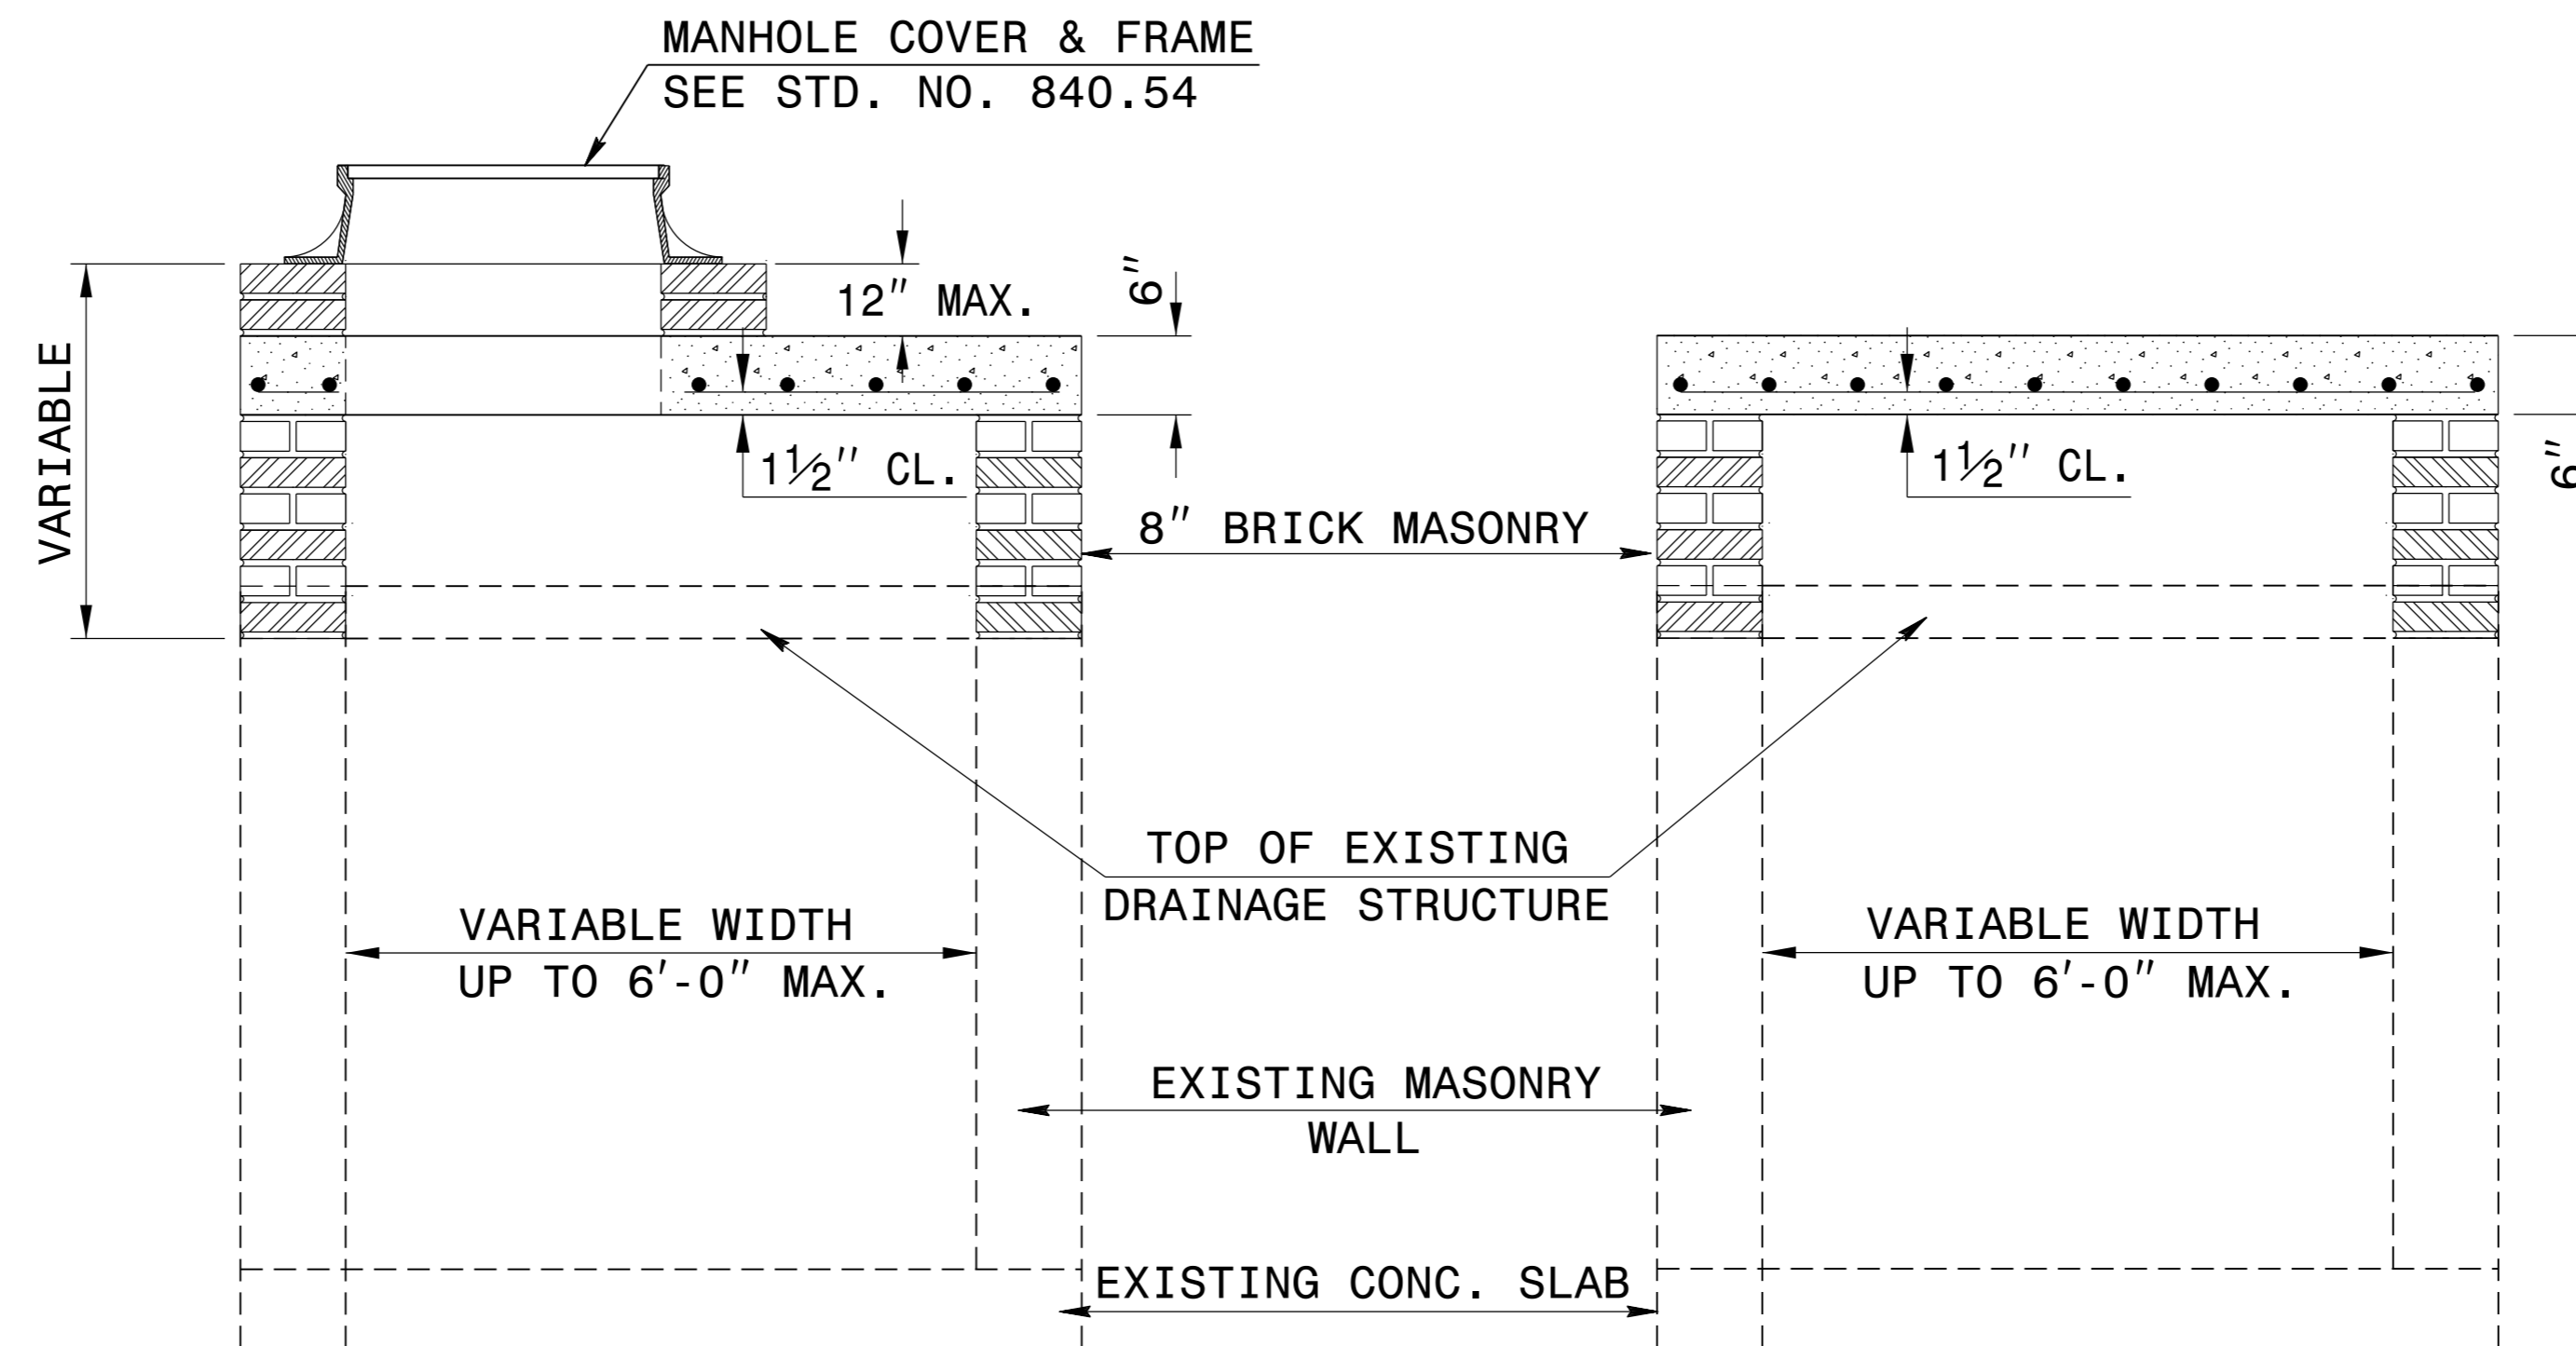 MANHOLE COVER & FRAME
SEE STD. NO. 840.54
12" MAX.
6"
VARIABLE
1½" CL.
1½" CL.
6"
8" BRICK MASONRY
TOP OF EXISTING
DRAINAGE STRUCTURE
VARIABLE WIDTH
UP TO 6'-0" MAX.
VARIABLE WIDTH
UP TO 6'-0" MAX.
EXISTING MASONRY
WALL
EXISTING CONC. SLAB